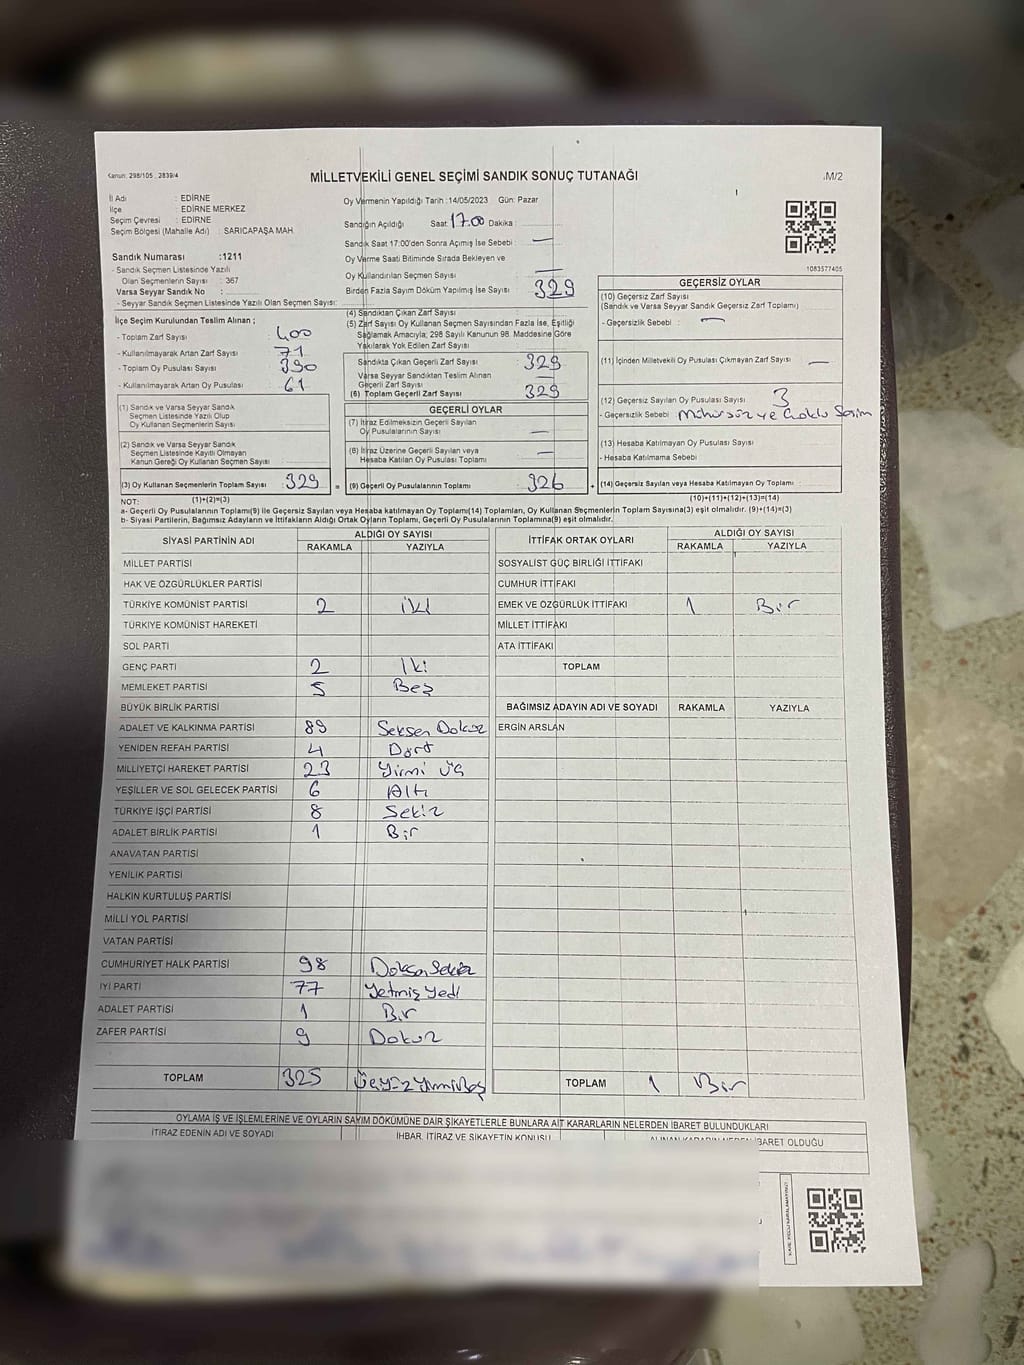 Kanun: 298/105 , 2839/4
MİLLETVEKİLİ GENEL SEÇİMİ SANDIK SONUÇ TUTANAĞI
.M/2
İl Adı : EDİRNE
İlçe : EDİRNE MERKEZ
Seçim Çevresi : EDİRNE
Seçim Bölgesi (Mahalle Adı) : SARICAPAŞA MAH.
Sandık Numarası :1211
- Sandık Seçmen Listesinde Yazılı
Olan Seçmenlerin Sayısı : 367
Varsa Seyyar Sandık No :
- Seyyar Sandık Seçmen Listesinde Yazılı Olan Seçmen Sayısı:
Oy Vermenin Yapıldığı Tarih : 14/05/2023 Gün: Pazar
Sandığın Açıldığı Saat: 17.00 Dakika :
Sandık Saat 17:00'den Sonra Açmış İse Sebebi : —
Oy Verme Saati Bitiminde Sırada Bekleyen ve
Oy Kullandırılan Seçmen Sayısı —
Birden Fazla Sayım Döküm Yapılmış İse Sayısı : 329
1083577405
İlçe Seçim Kurulundan Teslim Alınan ;
- Toplam Zarf Sayısı : 400
- Kullanılmayarak Artan Zarf Sayısı : 71
- Toplam Oy Pusulası Sayısı : 390
- Kullanılmayarak Artan Oy Pusulası : 61
(1) Sandık ve Varsa Seyyar Sandık
Seçmen Listesinde Yazılı Olup
Oy Kullanan Seçmenlerin Sayısı
(2) Sandık ve Varsa Seyyar Sandık
Seçmen Listesinde Kayıtlı Olmayan
Kanun Gereği Oy Kullanan Seçmen Sayısı
(3) Oy Kullanan Seçmenlerin Toplam Sayısı : 329 =
(4) Sandıktan Çıkan Zarf Sayısı
(5) Zarf Sayısı Oy Kullanan Seçmen Sayısından Fazla İse, Eşitliği
Sağlamak Amacıyla; 298 Sayılı Kanunun 98. Maddesine Göre
Yakılarak Yok Edilen Zarf Sayısı
Sandıkta Çıkan Geçerli Zarf Sayısı : 329
Varsa Seyyar Sandıktan Teslim Alınan
Geçerli Zarf Sayısı —
(6) Toplam Geçerli Zarf Sayısı : 329
GEÇERLİ OYLAR
(7) İtiraz Edilmeksizin Geçerli Sayılan
Oy Pusulalarının Sayısı —
(8) İtiraz Üzerine Geçerli Sayılan veya
Hesaba Katılan Oy Pusulası Toplamı —
(9) Geçerli Oy Pusulalarının Toplamı : 326 +
GEÇERSİZ OYLAR
(10) Geçersiz Zarf Sayısı
(Sandık ve Varsa Seyyar Sandık Geçersiz Zarf Toplamı)
- Geçersizlik Sebebi : —
(11) İçinden Milletvekili Oy Pusulası Çıkmayan Zarf Sayısı —
(12) Geçersiz Sayılan Oy Pusulası Sayısı 3
- Geçersizlik Sebebi Mühürsüz ve Çoklu Seçim
(13) Hesaba Katılmayan Oy Pusulası Sayısı
- Hesaba Katılmama Sebebi
(14) Geçersiz Sayılan veya Hesaba Katılmayan Oy Toplamı :
NOT: (1)+(2)=(3) (10)+(11)+(12)+(13)=(14)
a- Geçerli Oy Pusulalarının Toplamı(9) ile Geçersiz Sayılan veya Hesaba katılmayan Oy Toplamı(14) Toplamları, Oy Kullanan Seçmenlerin Toplam Sayısına(3) eşit olmalıdır. (9)+(14)=(3)
b- Siyasi Partilerin, Bağımsız Adayların ve İttifakların Aldığı Ortak Oyların Toplamı, Geçerli Oy Pusulalarının Toplamına(9) eşit olmalıdır.
SİYASİ PARTİNİN ADI ALDIĞI OY SAYISI
RAKAMLA YAZIYLA
MİLLET PARTİSİ
HAK VE ÖZGÜRLÜKLER PARTİSİ
TÜRKİYE KOMÜNİST PARTİSİ 2 iki
TÜRKİYE KOMÜNİST HAREKETİ
SOL PARTİ
GENÇ PARTİ 2 İki
MEMLEKET PARTİSİ 5 Beş
BÜYÜK BİRLİK PARTİSİ
ADALET VE KALKINMA PARTİSİ 89 Seksen Dokuz
YENİDEN REFAH PARTİSİ 4 Dört
MİLLİYETÇİ HAREKET PARTİSİ 23 Yirmi Üç
YEŞİLLER VE SOL GELECEK PARTİSİ 6 Altı
TÜRKİYE İŞÇİ PARTİSİ 8 Sekiz
ADALET BİRLİK PARTİSİ 1 Bir
ANAVATAN PARTİSİ
YENİLİK PARTİSİ
HALKIN KURTULUŞ PARTİSİ
MİLLİ YOL PARTİSİ
VATAN PARTİSİ
CUMHURİYET HALK PARTİSİ 98 Doksan Sekiz
İYİ PARTİ 77 Yetmiş Yedi
ADALET PARTİSİ 1 Bir
ZAFER PARTİSİ 9 Dokuz
TOPLAM 325 Üçyüz Yirmi Beş
İTTİFAK ORTAK OYLARI ALDIĞI OY SAYISI
RAKAMLA YAZIYLA
SOSYALİST GÜÇ BİRLİĞİ İTTİFAKI
CUMHUR İTTİFAKI
EMEK VE ÖZGÜRLÜK İTTİFAKI 1 Bir
MİLLET İTTİFAKI
ATA İTTİFAKI
TOPLAM
BAĞIMSIZ ADAYIN ADI VE SOYADI RAKAMLA YAZIYLA
ERGİN ARSLAN
TOPLAM 1 Bir
OYLAMA İŞ VE İŞLEMLERİNE VE OYLARIN SAYIM DÖKÜMÜNE DAİR ŞİKAYETLERLE BUNLARA AİT KARARLARIN NELERDEN İBARET BULUNDUKLARI
İTİRAZ EDENİN ADI VE SOYADI İHBAR, İTİRAZ VE ŞİKAYETİN KONUSU İBARET OLDUĞU